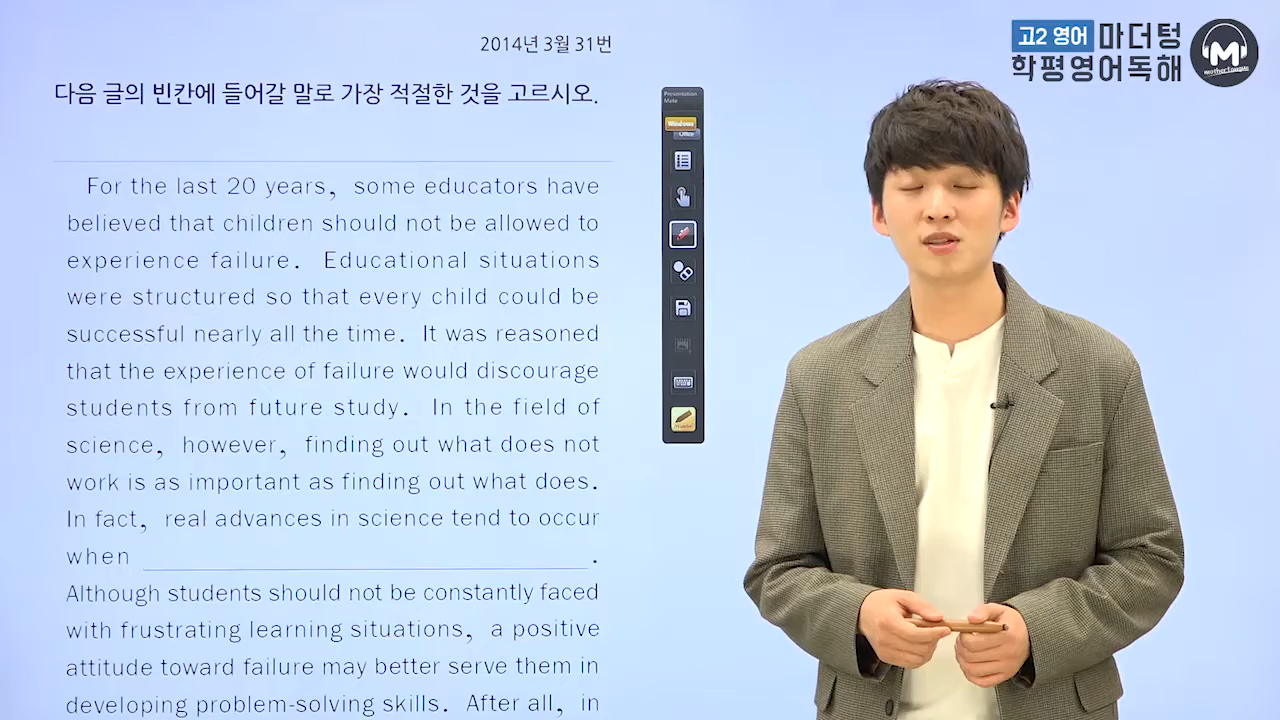 2014년 3월 31번
고2 영어 마더텅
학평영어독해
M
mother tongue
다음 글의 빈칸에 들어갈 말로 가장 적절한 것을 고르시오.
Presentation
Mate
Windows
Office
For the last 20 years, some educators have
believed that children should not be allowed to
experience failure. Educational situations
were structured so that every child could be
successful nearly all the time. It was reasoned
that the experience of failure would discourage
students from future study. In the field of
science, however, finding out what does not
work is as important as finding out what does.
In fact, real advances in science tend to occur
when .
Although students should not be constantly faced
with frustrating learning situations, a positive
attitude toward failure may better serve them in
developing problem-solving skills. After all, in